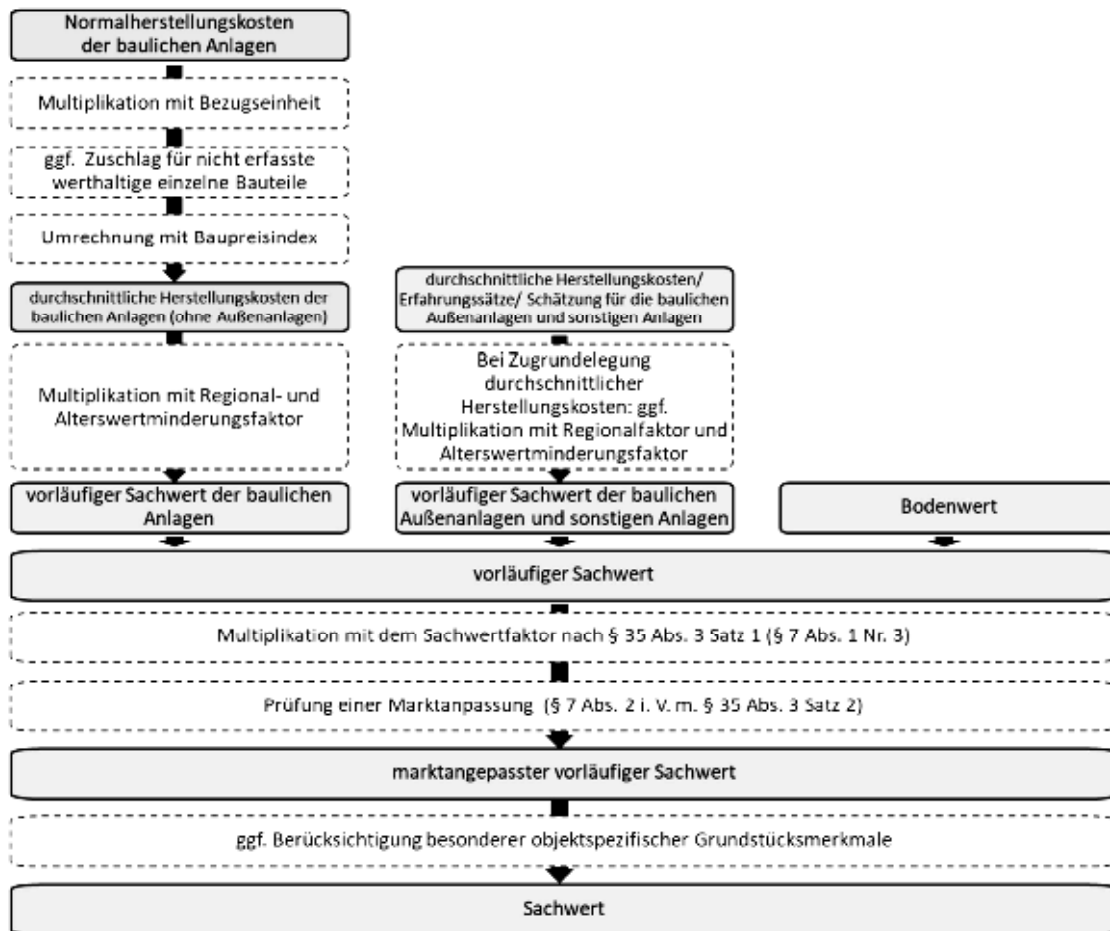 Normalherstellungskosten
der baulichen Anlagen
Multiplikation mit Bezugseinheit
ggf. Zuschlag für nicht erfasste
werthaltige einzelne Bauteile
Umrechnung mit Baupreisindex
durchschnittliche Herstellungskosten der
baulichen Anlagen (ohne Außenanlagen)
Multiplikation mit Regional- und
Alterswertminderungsfaktor
vorläufiger Sachwert der baulichen
Anlagen
durchschnittliche Herstellungskosten/
Erfahrungssätze/ Schätzung für die baulichen
Außenanlagen und sonstigen Anlagen
Bei Zugrundelegung
durchschnittlicher
Herstellungskosten: ggf.
Multiplikation mit Regionalfaktor und
Alterswertminderungsfaktor
vorläufiger Sachwert der baulichen
Außenanlagen und sonstigen Anlagen
Bodenwert
vorläufiger Sachwert
Multiplikation mit dem Sachwertfaktor nach § 35 Abs. 3 Satz 1 (§ 7 Abs. 1 Nr. 3)
Prüfung einer Marktanpassung (§ 7 Abs. 2 i. V. m. § 35 Abs. 3 Satz 2)
marktangepasster vorläufiger Sachwert
ggf. Berücksichtigung besonderer objektspezifischer Grundstücksmerkmale
Sachwert